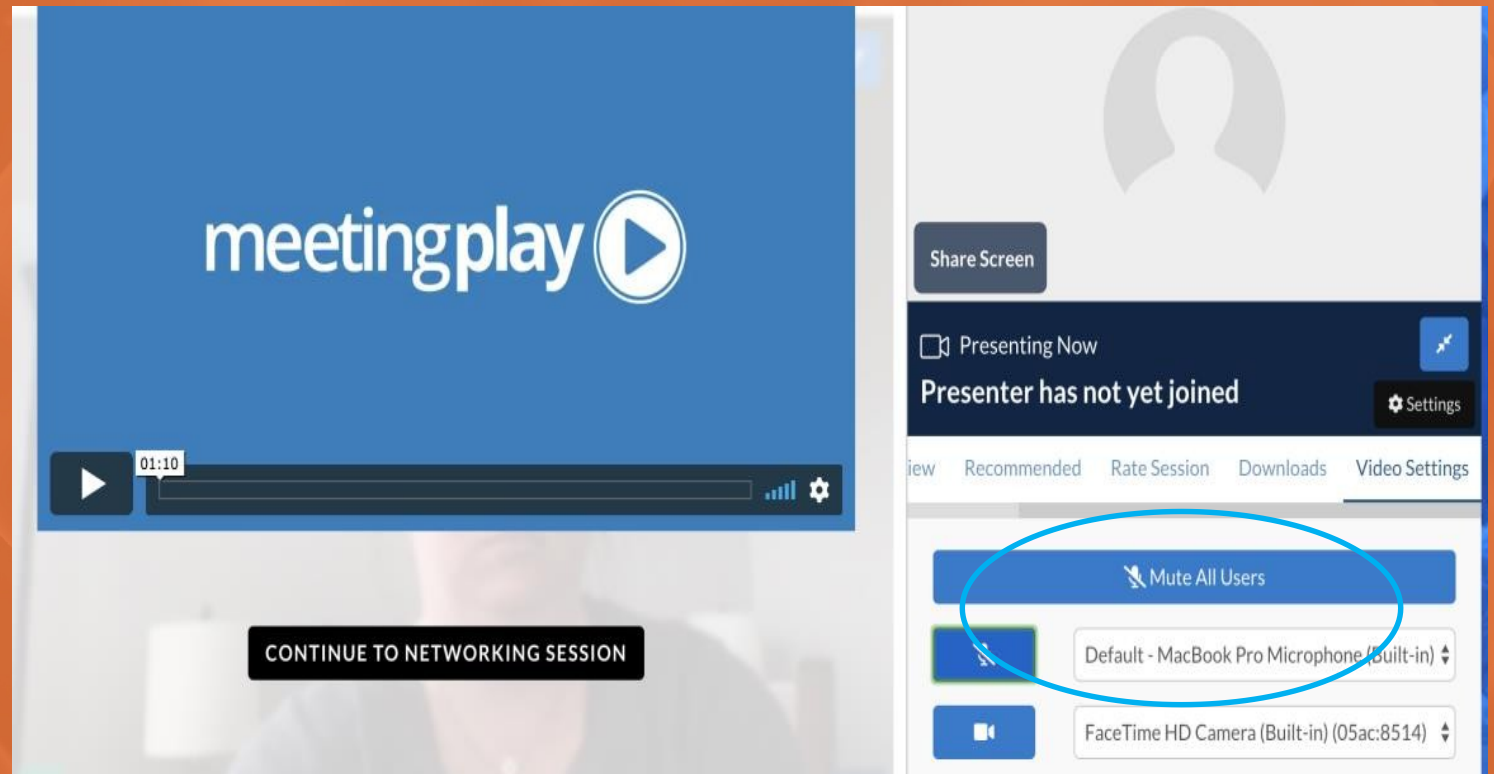 meetingplay
01:10
CONTINUE TO NETWORKING SESSION
Share Screen
Presenting Now
Presenter has not yet joined
Settings
iew Recommended Rate Session Downloads Video Settings
Mute All Users
Default - MacBook Pro Microphone (Built-in)
FaceTime HD Camera (Built-in) (05ac:8514)